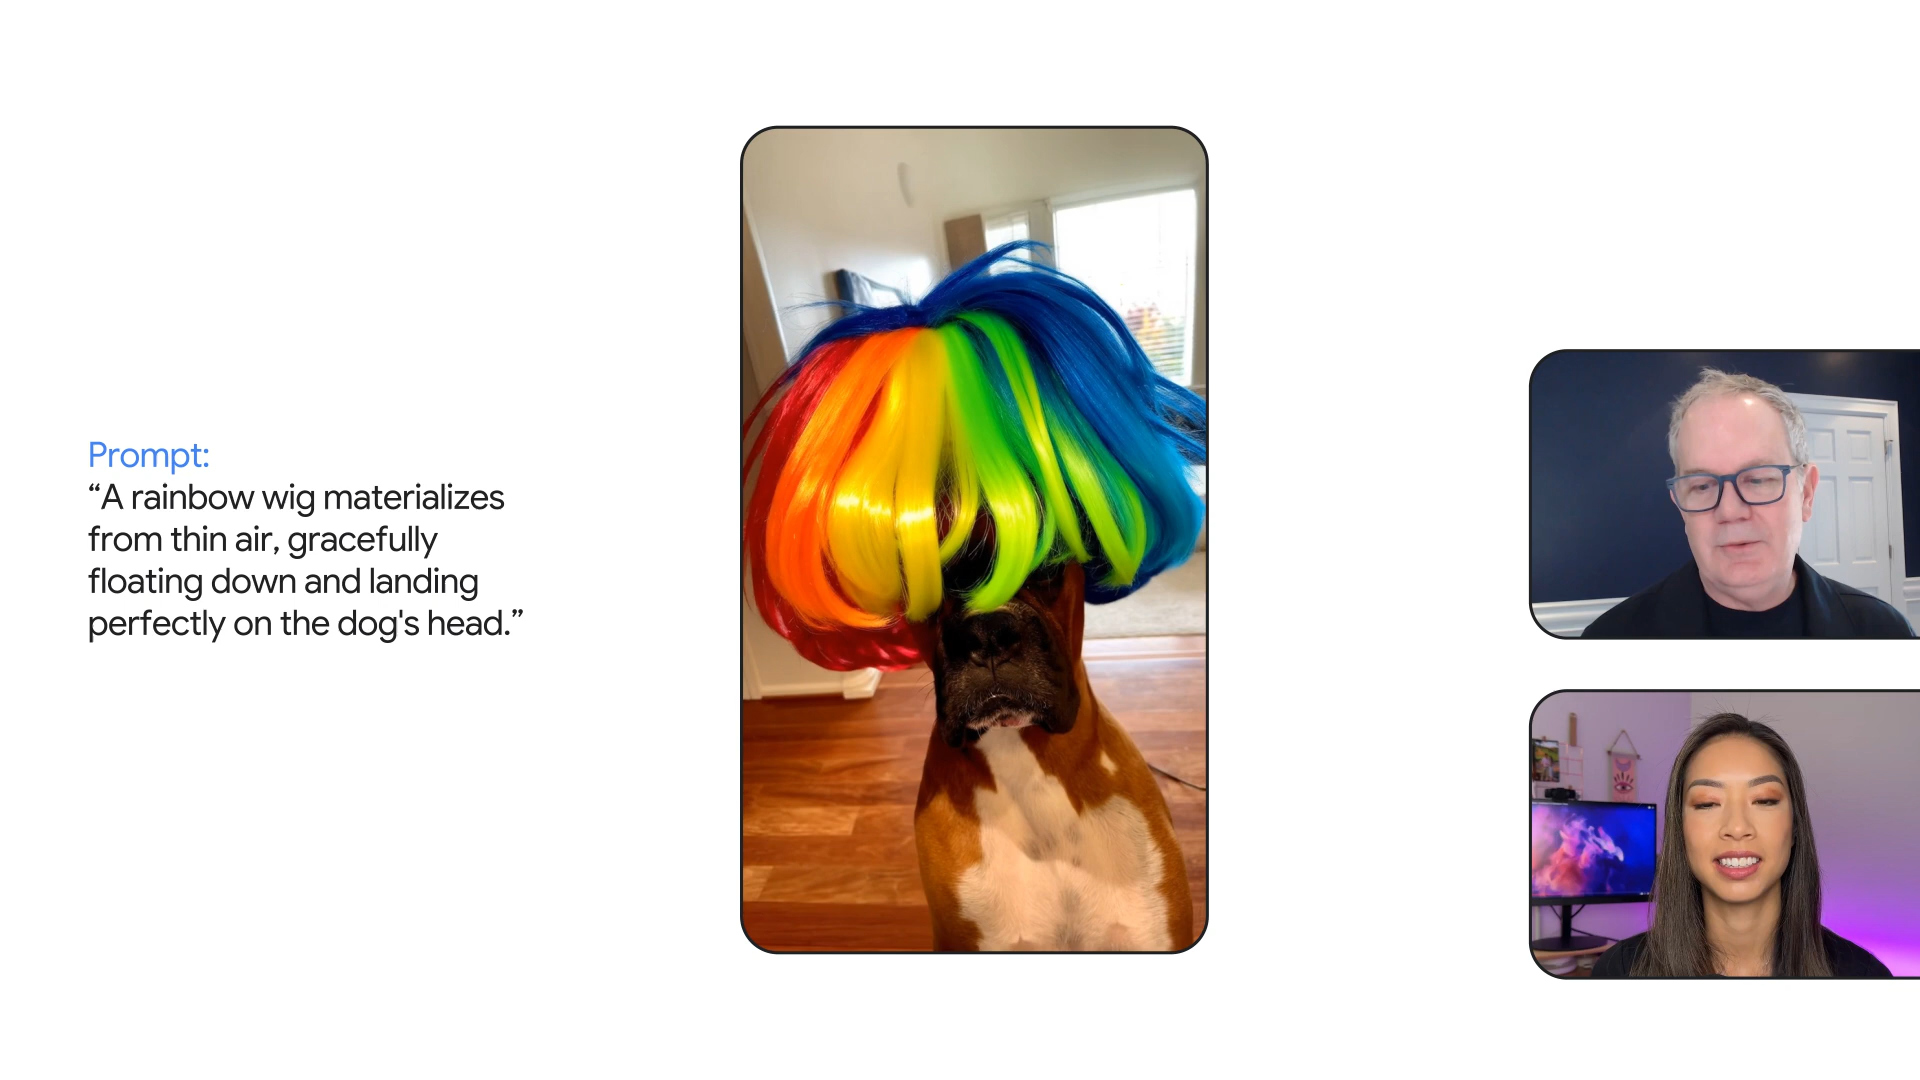 Prompt:
“A rainbow wig materializes
from thin air, gracefully
floating down and landing
perfectly on the dog's head.”